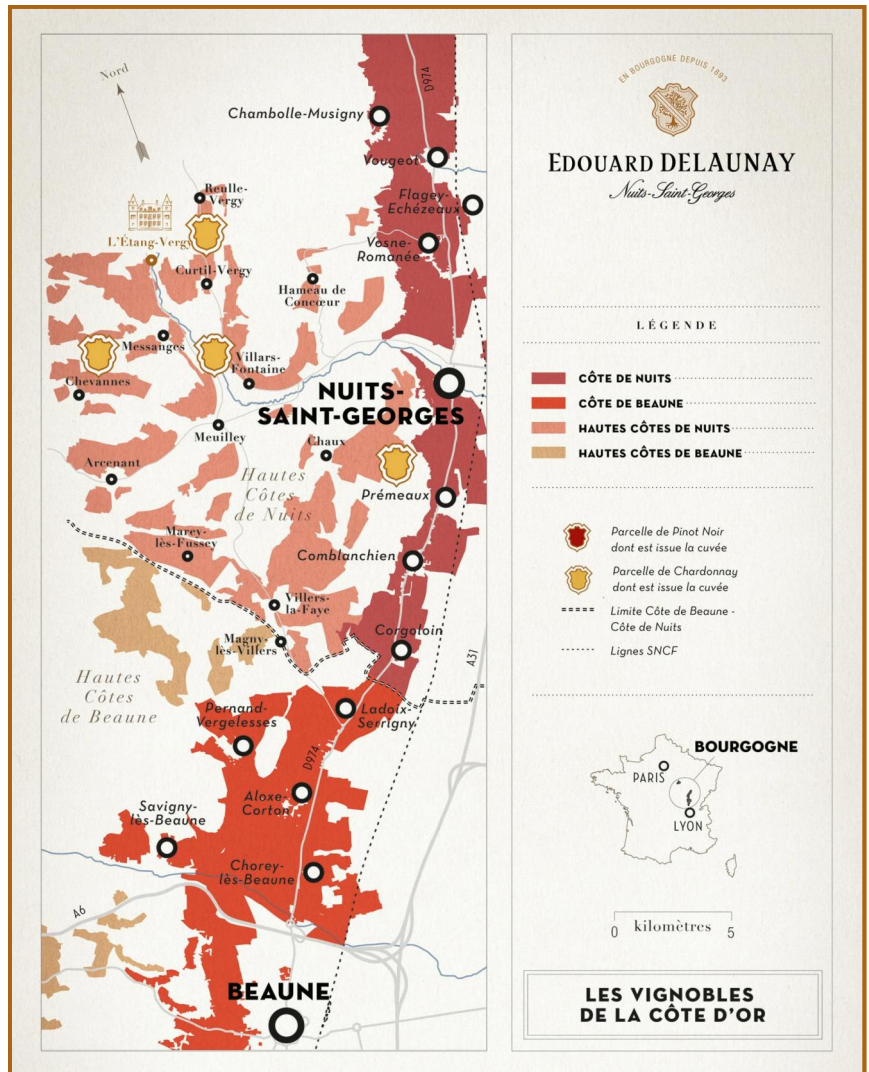 Nord
D974
Chambolle-Musigny
Vougeot
Reulle-
Vergy
Flagey-
Echézeaux
L'Étang-Vergy
Vosne-
Romanée
Curtil-Vergy
Hameau de
Concœur
Messanges
Villars-
Fontaine
Chevannes
NUITS-
SAINT-GEORGES
Meuilley
Chaux
Arcenant
Hautes
Côtes
de Nuits
Prémeaux
Marey-
lès-Fussey
Comblanchien
Villers-
la-Faye
Magny-
lès-Villers
Corgoloin
A31
Hautes
Côtes
de Beaune
Pernand-
Vergelesses
Ladoix-
Serrigny
D974
Aloxe-
Corton
Savigny-
lès-Beaune
Chorey-
lès-Beaune
A6
BEAUNE
EN BOURGOGNE DEPUIS 1893
EDOUARD DELAUNAY
Nuits-Saint-Georges
LÉGENDE
CÔTE DE NUITS
CÔTE DE BEAUNE
HAUTES CÔTES DE NUITS
HAUTES CÔTES DE BEAUNE
Parcelle de Pinot Noir
dont est issue la cuvée
Parcelle de Chardonnay
dont est issue la cuvée
Limite Côte de Beaune -
Côte de Nuits
Lignes SNCF
BOURGOGNE
PARIS
LYON
0 kilomètres 5
LES VIGNOBLES
DE LA CÔTE D'OR